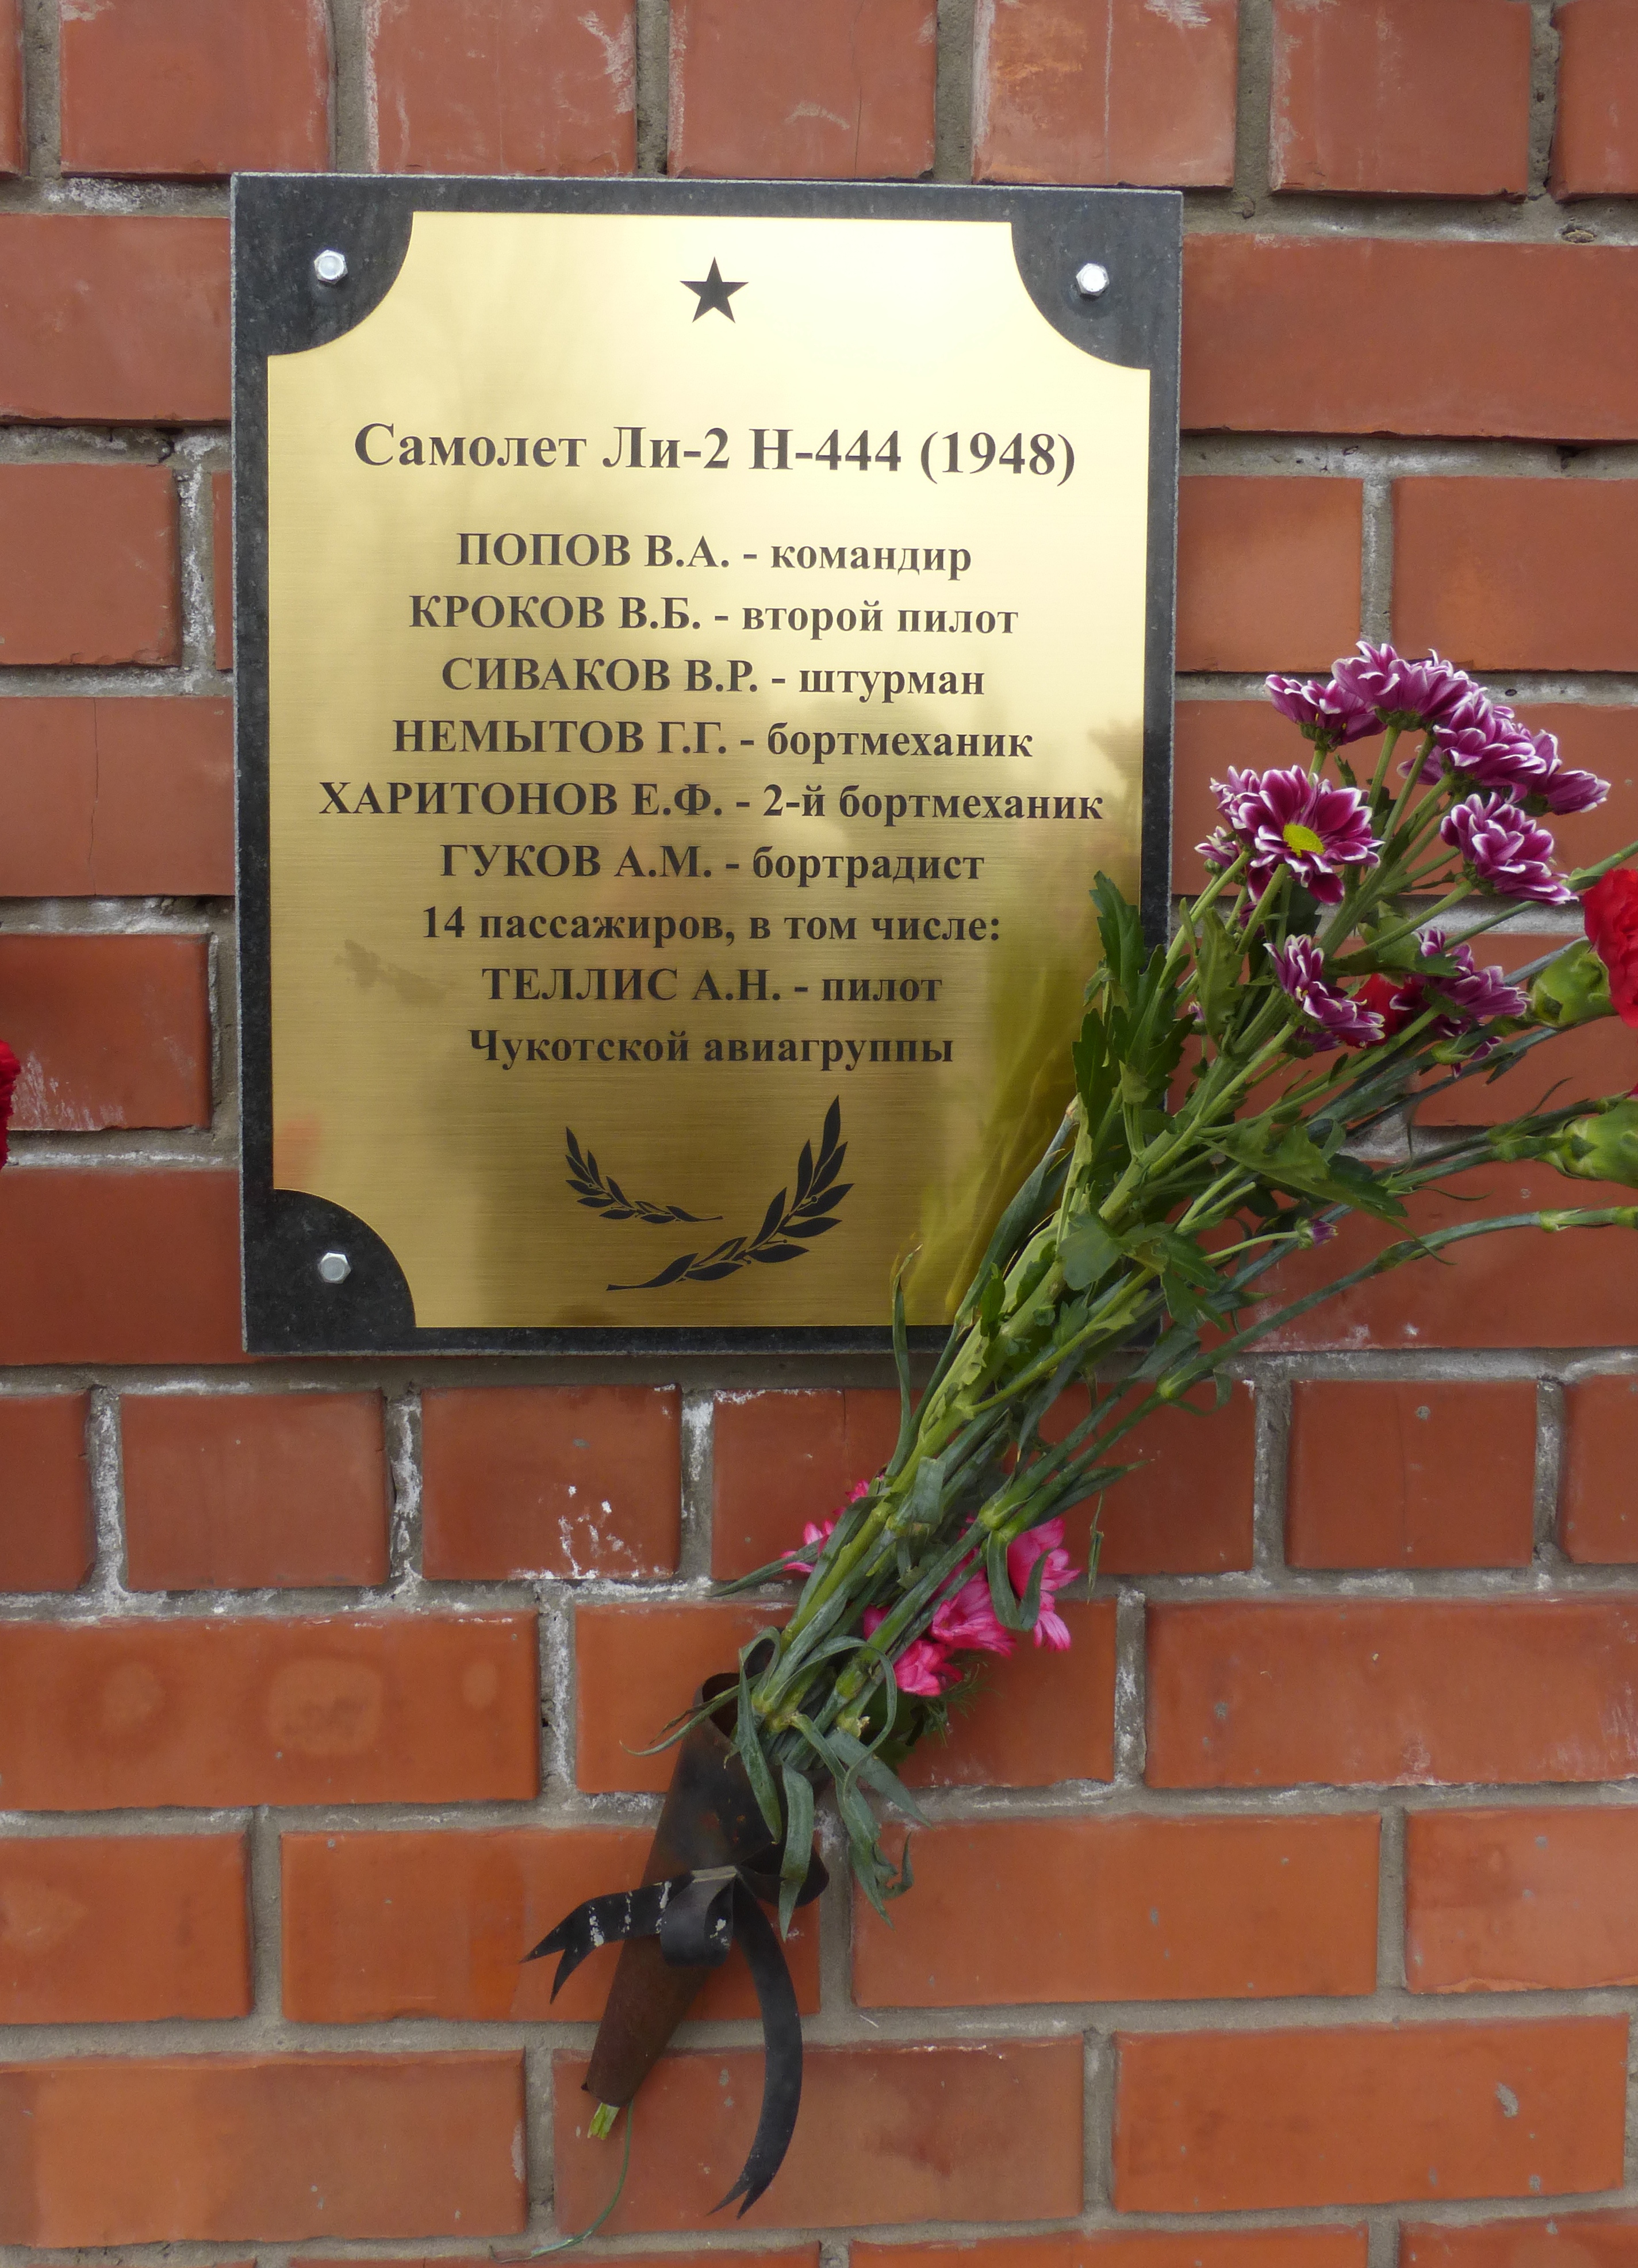 Самолет Ли-2 Н-444 (1948)
ПОПОВ В.А. - командир
КРОКОВ В.Б. - второй пилот
СИВАКОВ В.Р. - штурман
НЕМЫТОВ Г.Г. - бортмеханик
ХАРИТОНОВ Е.Ф. - 2-й бортмеханик
ГУКОВ А.М. - бортрадист
14 пассажиров, в том числе:
ТЕЛЛИС А.Н. - пилот
Чукотской авиагруппы